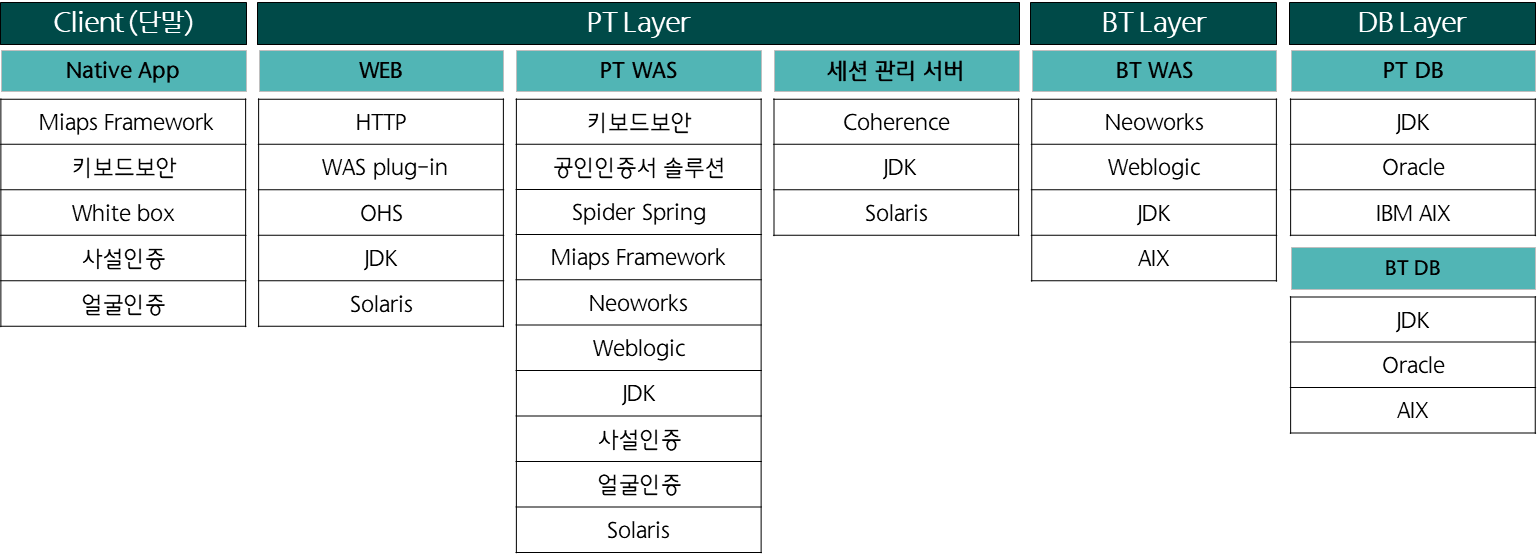 Client (단말)
PT Layer
BT Layer
DB Layer
Native App
WEB
PT WAS
세션 관리 서버
BT WAS
PT DB
Miaps Framework
키보드보안
White box
사설인증
얼굴인증
HTTP
WAS plug-in
OHS
JDK
Solaris
키보드보안
공인인증서 솔루션
Spider Spring
Miaps Framework
Neoworks
Weblogic
JDK
사설인증
얼굴인증
Solaris
Coherence
JDK
Solaris
Neoworks
Weblogic
JDK
AIX
JDK
Oracle
IBM AIX
BT DB
JDK
Oracle
AIX